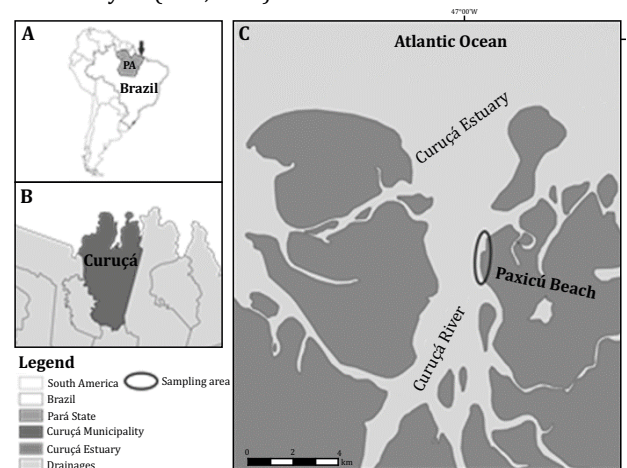 47°00'W
A
PA
Brazil
B
Curuçá
C
Atlantic Ocean
Curuçá Estuary
Paxicú Beach
Curuçá River
0 2 4
km
Legend
South America
Sampling area
Brazil
Pará State
Curuçá Municipality
Curuçá Estuary
Drainages